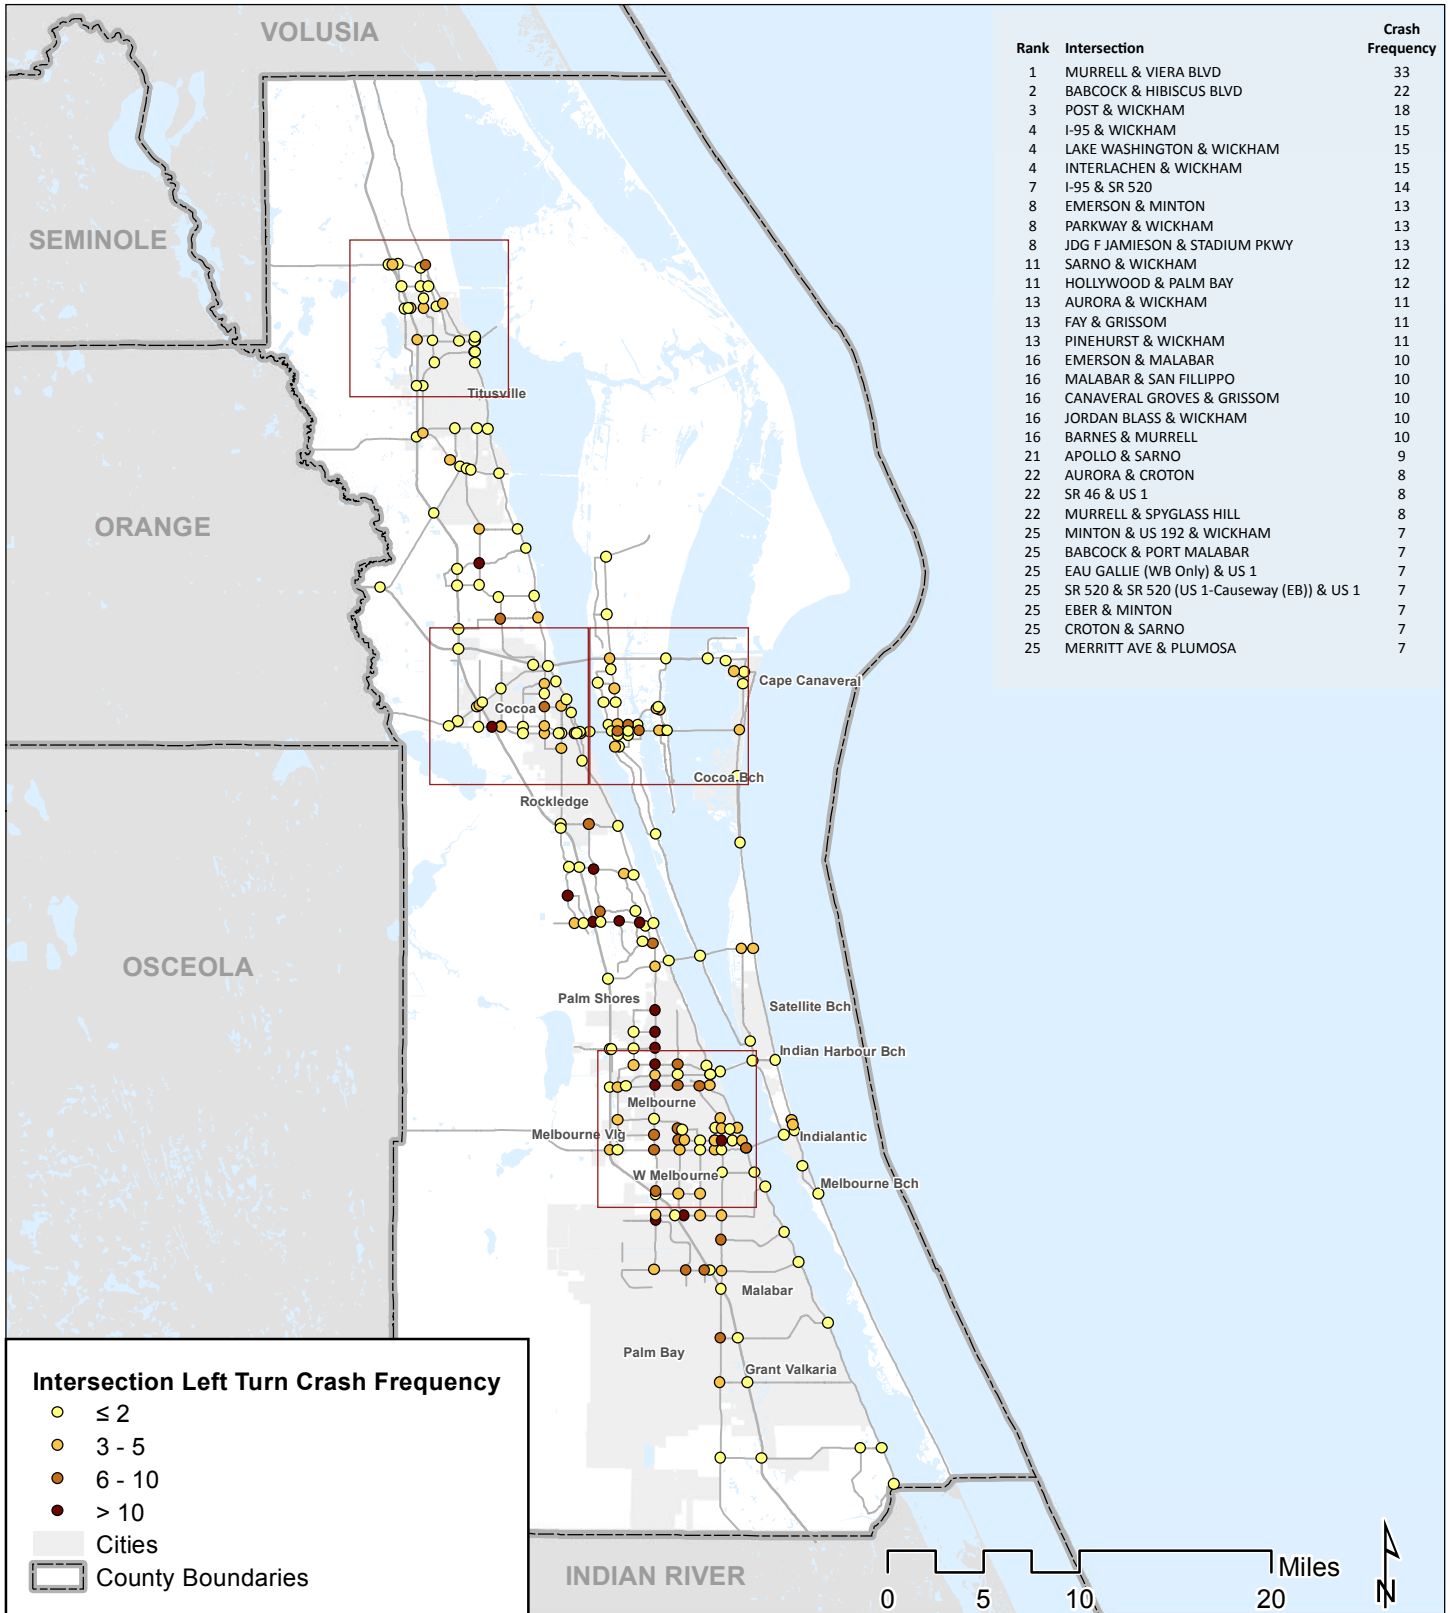 VOLUSIA
SEMINOLE
ORANGE
OSCEOLA
INDIAN RIVER
Crash
Rank Intersection Frequency
1 MURRELL & VIERA BLVD 33
2 BABCOCK & HIBISCUS BLVD 22
3 POST & WICKHAM 18
4 I-95 & WICKHAM 15
4 LAKE WASHINGTON & WICKHAM 15
4 INTERLACHEN & WICKHAM 15
7 I-95 & SR 520 14
8 EMERSON & MINTON 13
8 PARKWAY & WICKHAM 13
8 JDG F JAMIESON & STADIUM PKWY 13
11 SARNO & WICKHAM 12
11 HOLLYWOOD & PALM BAY 12
13 AURORA & WICKHAM 11
13 FAY & GRISSOM 11
13 PINEHURST & WICKHAM 11
16 EMERSON & MALABAR 10
16 MALABAR & SAN FILLIPPO 10
16 CANAVERAL GROVES & GRISSOM 10
16 JORDAN BLASS & WICKHAM 10
16 BARNES & MURRELL 10
21 APOLLO & SARNO 9
22 AURORA & CROTON 8
22 SR 46 & US 1 8
22 MURRELL & SPYGLASS HILL 8
25 MINTON & US 192 & WICKHAM 7
25 BABCOCK & PORT MALABAR 7
25 EAU GALLIE (WB Only) & US 1 7
25 SR 520 & SR 520 (US 1-Causeway (EB)) & US 1 7
25 EBER & MINTON 7
25 CROTON & SARNO 7
25 MERRITT AVE & PLUMOSA 7
Titusville
Cape Canaveral
Cocoa
Cocoa Bch
Rockledge
Palm Shores
Satellite Bch
Indian Harbour Bch
Melbourne
Melbourne Vlg
Indialantic
W Melbourne
Melbourne Bch
Malabar
Palm Bay
Grant Valkaria
Intersection Left Turn Crash Frequency
≤ 2
3 - 5
6 - 10
> 10
Cities
County Boundaries
Miles
0 5 10 20
N